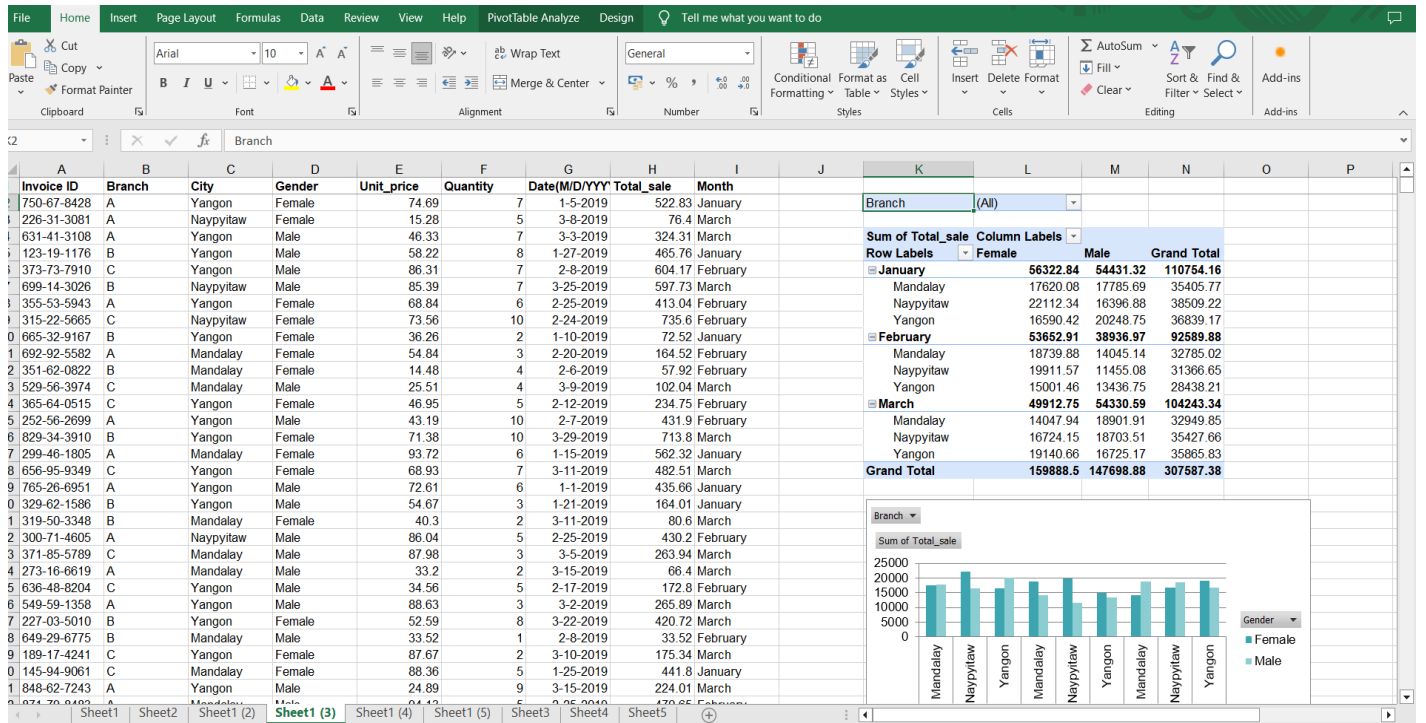 File Home Insert Page Layout Formulas Data Review View Help PivotTable Analyze Design Tell me what you want to do
Cut
Copy
Format Painter
Paste
Arial 10
B I U
Wrap Text
Merge & Center
General
Conditional Formatting
Format as Table
Cell Styles
Insert Delete Format
AutoSum
Fill
Clear
Sort & Filter
Find & Select
Add-ins
Clipboard Font Alignment Number Styles Cells Editing Add-ins
fx Branch
A B C D E F G H I J K L M N O P
Invoice ID Branch City Gender Unit_price Quantity Date(M/D/YYY Total_sale Month
750-67-8428 A Yangon Female 74.69 7 1-5-2019 522.83 January
226-31-3081 A Naypyitaw Female 15.28 5 3-8-2019 76.4 March
631-41-3108 A Yangon Male 46.33 7 3-3-2019 324.31 March
123-19-1176 B Yangon Male 58.22 8 1-27-2019 465.76 January
373-73-7910 C Yangon Male 86.31 7 2-8-2019 604.17 February
699-14-3026 B Naypyitaw Male 85.39 7 3-25-2019 597.73 March
355-53-5943 A Yangon Female 68.84 6 2-25-2019 413.04 February
315-22-5665 C Naypyitaw Female 73.56 10 2-24-2019 735.6 February
665-32-9167 B Yangon Female 36.26 2 1-10-2019 72.52 January
692-92-5582 A Mandalay Female 54.84 3 2-20-2019 164.52 February
351-62-0822 B Mandalay Female 14.48 4 2-6-2019 57.92 February
529-56-3974 C Mandalay Male 25.51 4 3-9-2019 102.04 March
365-64-0515 C Yangon Female 46.95 5 2-12-2019 234.75 February
252-56-2699 A Yangon Male 43.19 10 2-7-2019 431.9 February
829-34-3910 B Yangon Female 71.38 10 3-29-2019 713.8 March
299-46-1805 A Mandalay Female 93.72 6 1-15-2019 562.32 January
656-95-9349 C Yangon Female 68.93 7 3-11-2019 482.51 March
765-26-6951 A Yangon Male 72.61 6 1-1-2019 435.66 January
329-62-1586 B Yangon Male 54.67 3 1-21-2019 164.01 January
319-50-3348 B Mandalay Female 40.3 2 3-11-2019 80.6 March
300-71-4605 A Naypyitaw Male 86.04 5 2-25-2019 430.2 February
371-85-5789 C Mandalay Male 87.98 3 3-5-2019 263.94 March
273-16-6619 A Mandalay Male 33.2 2 3-15-2019 66.4 March
636-48-8204 C Yangon Male 34.56 5 2-17-2019 172.8 February
549-59-1358 A Yangon Male 88.63 3 3-2-2019 265.89 March
227-03-5010 B Yangon Female 52.59 8 3-22-2019 420.72 March
649-29-6775 B Mandalay Male 33.52 1 2-8-2019 33.52 February
189-17-4241 C Yangon Female 87.67 2 3-10-2019 175.34 March
145-94-9061 C Mandalay Female 88.36 5 1-25-2019 441.8 January
848-62-7243 A Yangon Male 24.89 9 3-15-2019 224.01 March
Branch (All)
Sum of Total_sale Column Labels
Row Labels Female Male Grand Total
January 56322.84 54431.32 110754.16
Mandalay 17620.08 17785.69 35405.77
Naypyitaw 22112.34 16396.88 38509.22
Yangon 16590.42 20248.75 36839.17
February 53652.91 38936.97 92589.88
Mandalay 18739.88 14045.14 32785.02
Naypyitaw 19911.57 11455.08 31366.65
Yangon 15001.46 13436.75 28438.21
March 49912.75 54330.59 104243.34
Mandalay 14047.94 18901.91 32949.85
Naypyitaw 16724.15 18703.51 35427.66
Yangon 19140.66 16725.17 35865.83
Grand Total 159888.5 147698.88 307587.38
Branch
Sum of Total_sale
25000
20000
15000
10000
5000
0
Mandalay Naypyitaw Yangon Mandalay Naypyitaw Yangon Mandalay Naypyitaw Yangon
Gender
Female
Male
Sheet1 Sheet2 Sheet1 (2) Sheet1 (3) Sheet1 (4) Sheet1 (5) Sheet3 Sheet4 Sheet5